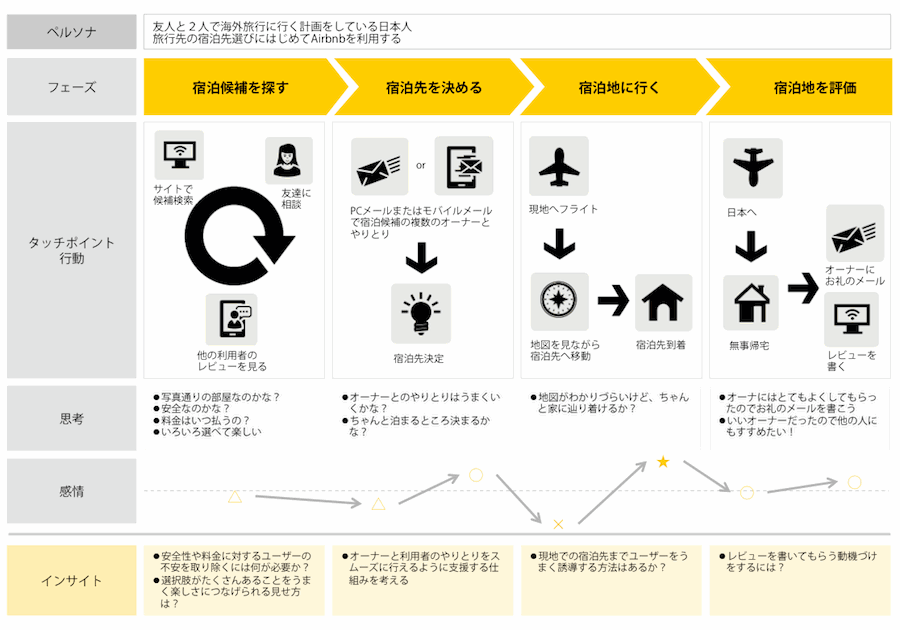 ペルソナ
友人と２人で海外旅行に行く計画をしている日本人
旅行先の宿泊先選びにはじめてAirbnbを利用する
フェーズ
宿泊候補を探す
宿泊先を決める
宿泊地に行く
宿泊地を評価
タッチポイント
行動
サイトで
候補検索
友達に
相談
他の利用者の
レビューを見る
or
PCメールまたはモバイルメール
で宿泊候補の複数のオーナーと
やりとり
宿泊先決定
現地へフライト
地図を見ながら
宿泊先へ移動
宿泊先到着
日本へ
無事帰宅
オーナーに
お礼のメール
レビューを
書く
思考
●写真通りの部屋なのかな？
●安全なのかな？
●料金はいつ払うの？
●いろいろ選べて楽しい
●オーナーとのやりとりはうまくい
くかな？
●ちゃんと泊まるところ決まるか
な？
●地図がわかりづらいけど、ちゃん
と家に辿り着けるか？
●オーナにはとてもよくしてもらっ
たのでお礼のメールを書こう
●いいオーナーだったので他の人に
もすすめたい！
感情
インサイト
●安全性や料金に対するユーザーの
不安を取り除くには何が必要か？
●選択肢がたくさんあることをうま
く楽しさにつなげられる見せ方
は？
●オーナーと利用者のやりとりをス
ムーズに行えるように支援する仕
組みを考える
●現地での宿泊先までユーザーをう
まく誘導する方法はあるか？
●レビューを書いてもらう動機づけ
をするには？